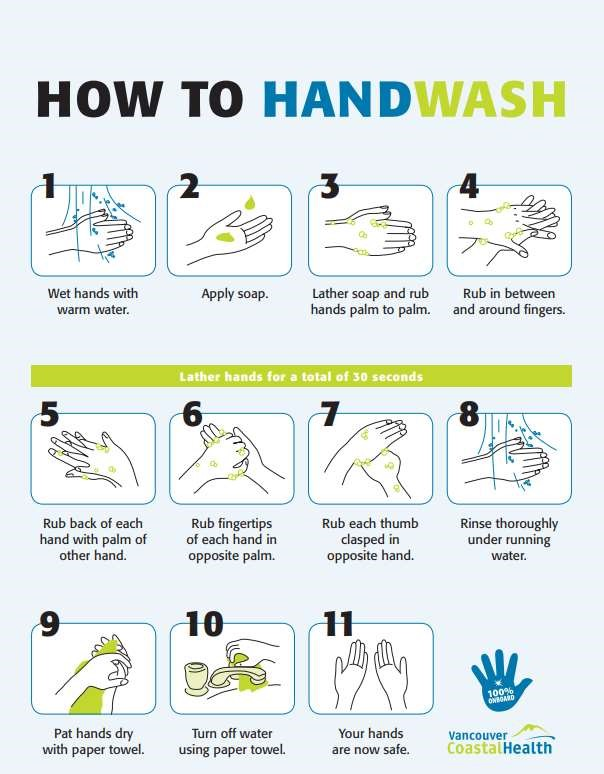 HOW TO HANDWASH
1
2
3
4
Wet hands with
warm water.
Apply soap.
Lather soap and rub
hands palm to palm.
Rub in between
and around fingers.
Lather hands for a total of 30 seconds
5
6
7
8
Rub back of each
hand with palm of
other hand.
Rub fingertips
of each hand in
opposite palm.
Rub each thumb
clasped in
opposite hand.
Rinse thoroughly
under running
water.
9
10
11
Pat hands dry
with paper towel.
Turn off water
using paper towel.
Your hands
are now safe.
100%
ONBOARD
Vancouver
CoastalHealth